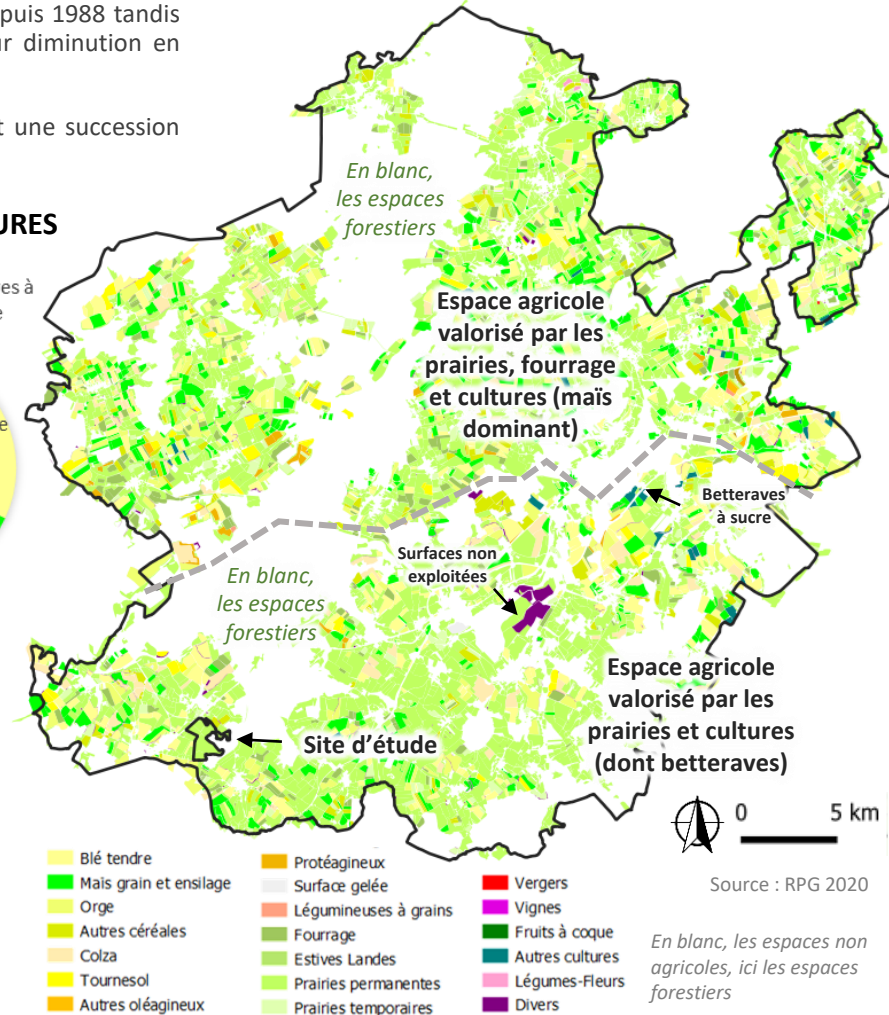 puis 1988 tandis
ur diminution en
t une succession
URES
es à
e
e
En blanc,
les espaces
forestiers
Espace agricole
valorisé par les
prairies, fourrage
et cultures (maïs
dominant)
Betteraves
à sucre
Surfaces non
exploitées
En blanc,
les espaces
forestiers
Espace agricole
valorisé par les
prairies et cultures
(dont betteraves)
Site d'étude
0 5 km
Blé tendre
Maïs grain et ensilage
Orge
Autres céréales
Colza
Tournesol
Autres oléagineux
Protéagineux
Surface gelée
Légumineuses à grains
Fourrage
Estives Landes
Prairies permanentes
Prairies temporaires
Vergers
Vignes
Fruits à coque
Autres cultures
Légumes-Fleurs
Divers
Source : RPG 2020
En blanc, les espaces non
agricoles, ici les espaces
forestiers